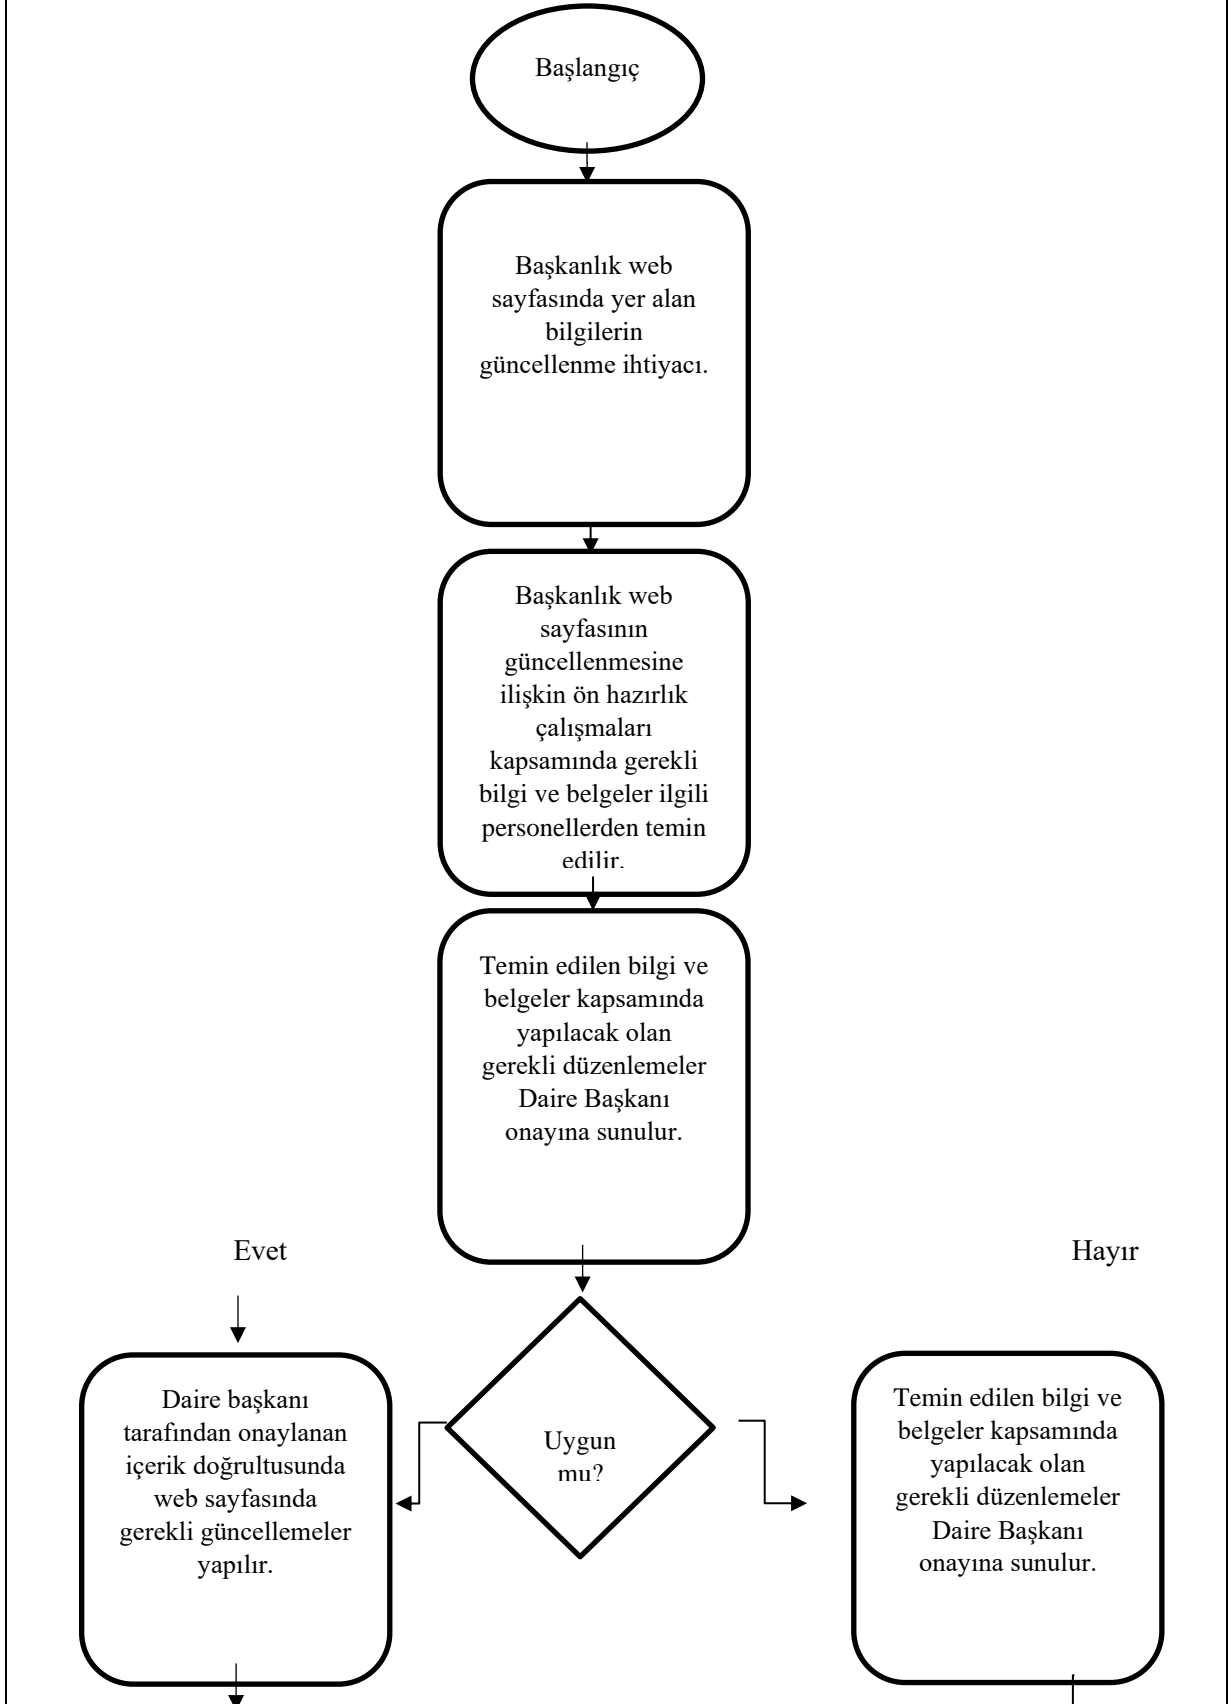 Başlangıç
Başkanlık web
sayfasında yer alan
bilgilerin
güncellenme ihtiyacı.
Başkanlık web
sayfasının
güncellenmesine
ilişkin ön hazırlık
çalışmaları
kapsamında gerekli
bilgi ve belgeler ilgili
personellerden temin
edilir.
Temin edilen bilgi ve
belgeler kapsamında
yapılacak olan
gerekli düzenlemeler
Daire Başkanı
onayına sunulur.
Evet
Hayır
Daire başkanı
tarafından onaylanan
içerik doğrultusunda
web sayfasında
gerekli güncellemeler
yapılır.
Uygun
mu?
Temin edilen bilgi ve
belgeler kapsamında
yapılacak olan
gerekli düzenlemeler
Daire Başkanı
onayına sunulur.